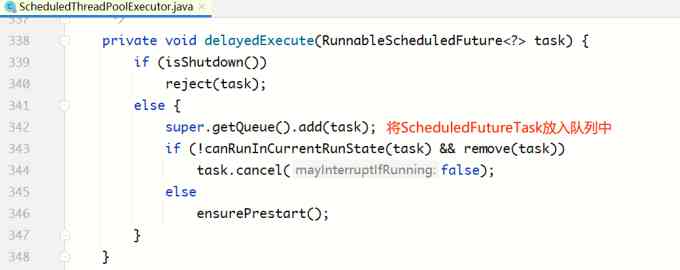 ScheduledThreadPoolExecutor.java ×
337 */
338 private void delayedExecute(RunnableScheduledFuture<?> task) {
339 if (isShutdown())
340 reject(task);
341 else {
342 super.getQueue().add(task); 将ScheduledFutureTask放入队列中
343 if (!canRunInCurrentRunState(task) && remove(task))
344 task.cancel( mayInterruptIfRunning: false);
345 else
346 ensurePrestart();
347 }
348 }